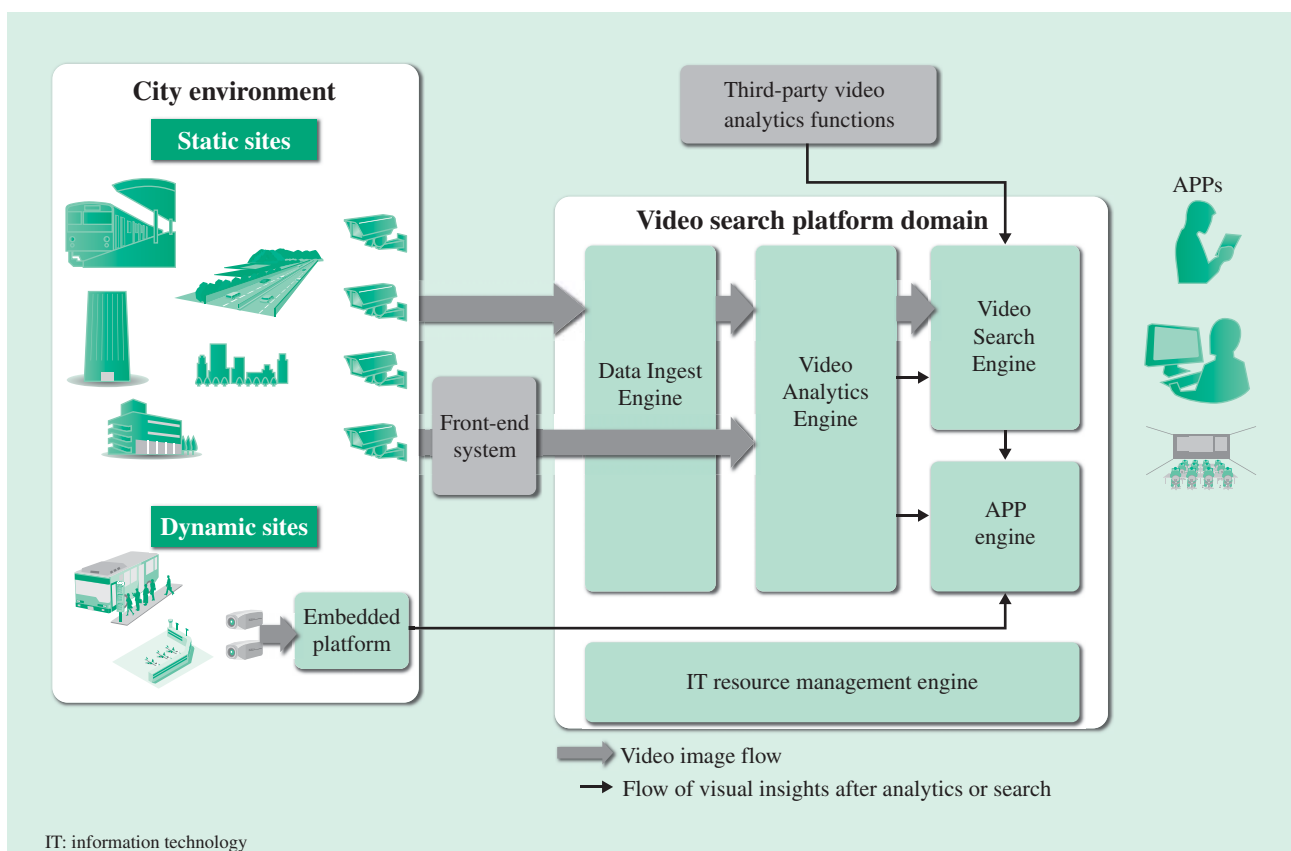 City environment
Static sites
Dynamic sites
Embedded
platform
Front-end
system
Third-party video
analytics functions
Video search platform domain
Data Ingest
Engine
Video
Analytics
Engine
Video
Search
Engine
APP
engine
IT resource management engine
APPs
Video image flow
Flow of visual insights after analytics or search
IT: information technology